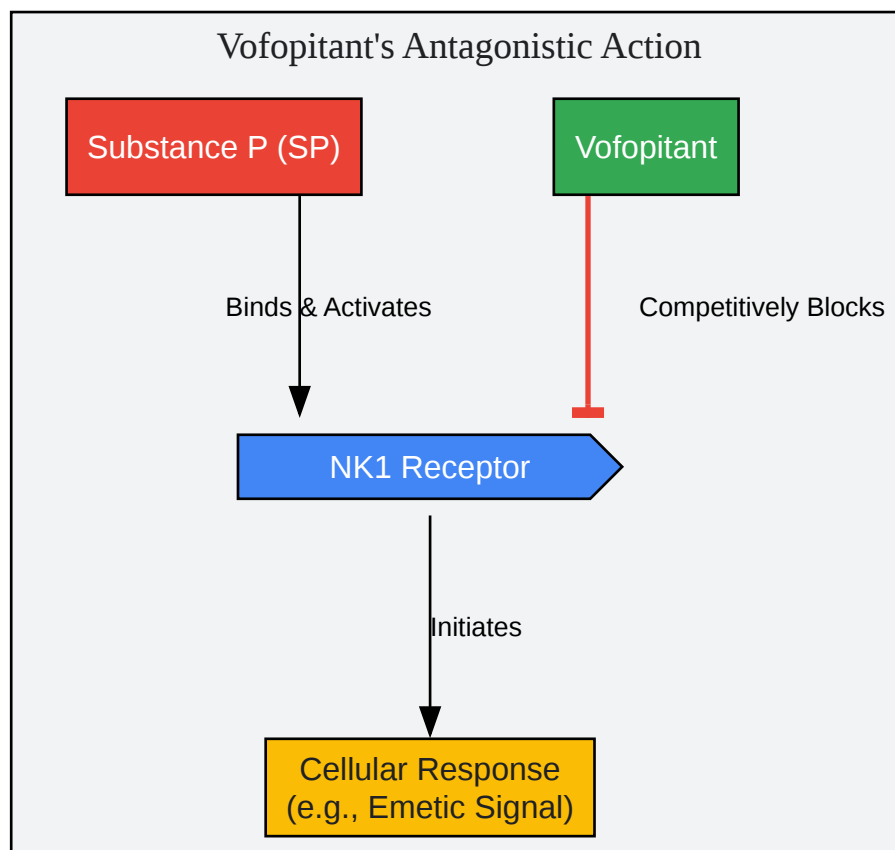 Vofopitant's Antagonistic Action
Substance P (SP)
Vofopitant
Binds & Activates
Competitively Blocks
NK1 Receptor
Initiates
Cellular Response
(e.g., Emetic Signal)